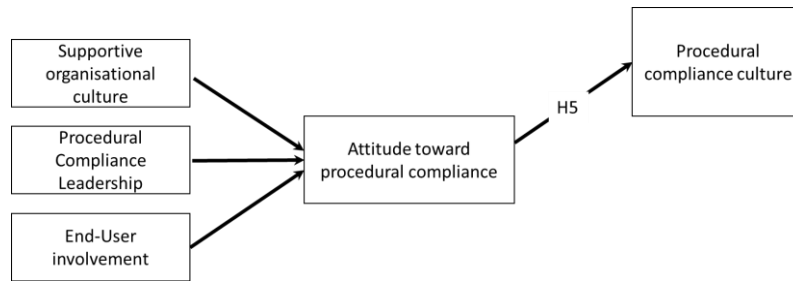 Supportive
organisational
culture
Procedural
Compliance
Leadership
End-User
involvement
Attitude toward
procedural compliance
H5
Procedural
compliance culture